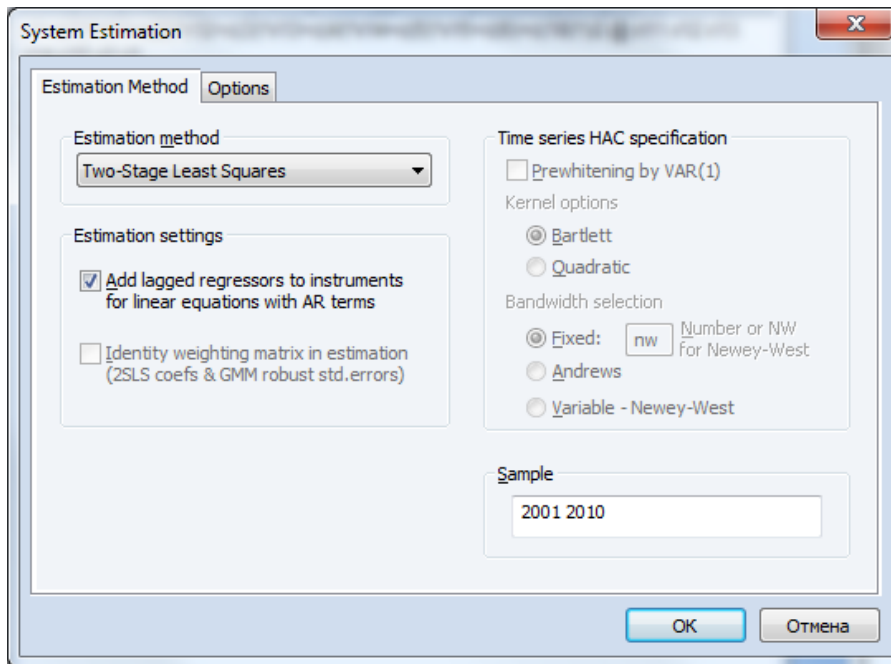 System Estimation
Estimation Method
Options
Estimation method
Two-Stage Least Squares
Estimation settings
Add lagged regressors to instruments
for linear equations with AR terms
Identity weighting matrix in estimation
(2SLS coefs & GMM robust std.errors)
Time series HAC specification
Prewhitening by VAR(1)
Kernel options
Bartlett
Quadratic
Bandwidth selection
Fixed:
nw
Number or NW
for Newey-West
Andrews
Variable - Newey-West
Sample
2001 2010
OK
Отмена